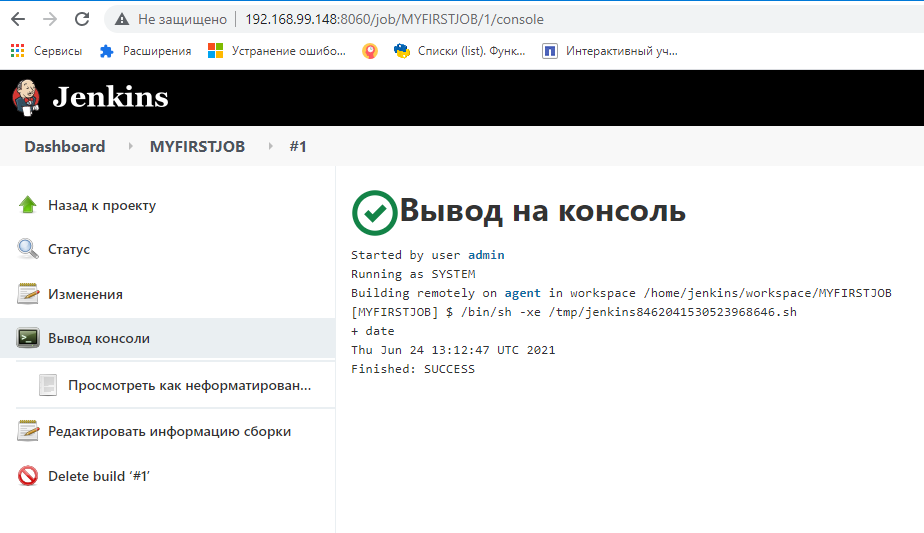 Не защищено 192.168.99.148:8060/job/MYFIRSTJOB/1/console
Сервисы Расширения Устранение ошибо... Списки (list). Функ... Интерактивный уч...
Jenkins
Dashboard MYFIRSTJOB #1
Назад к проекту
Статус
Изменения
Вывод консоли
Просмотреть как неформатирован...
Редактировать информацию сборки
Delete build ‘#1’
Вывод на консоль
Started by user admin
Running as SYSTEM
Building remotely on agent in workspace /home/jenkins/workspace/MYFIRSTJOB
[MYFIRSTJOB] $ /bin/sh -xe /tmp/jenkins8462041530523968646.sh
+ date
Thu Jun 24 13:12:47 UTC 2021
Finished: SUCCESS